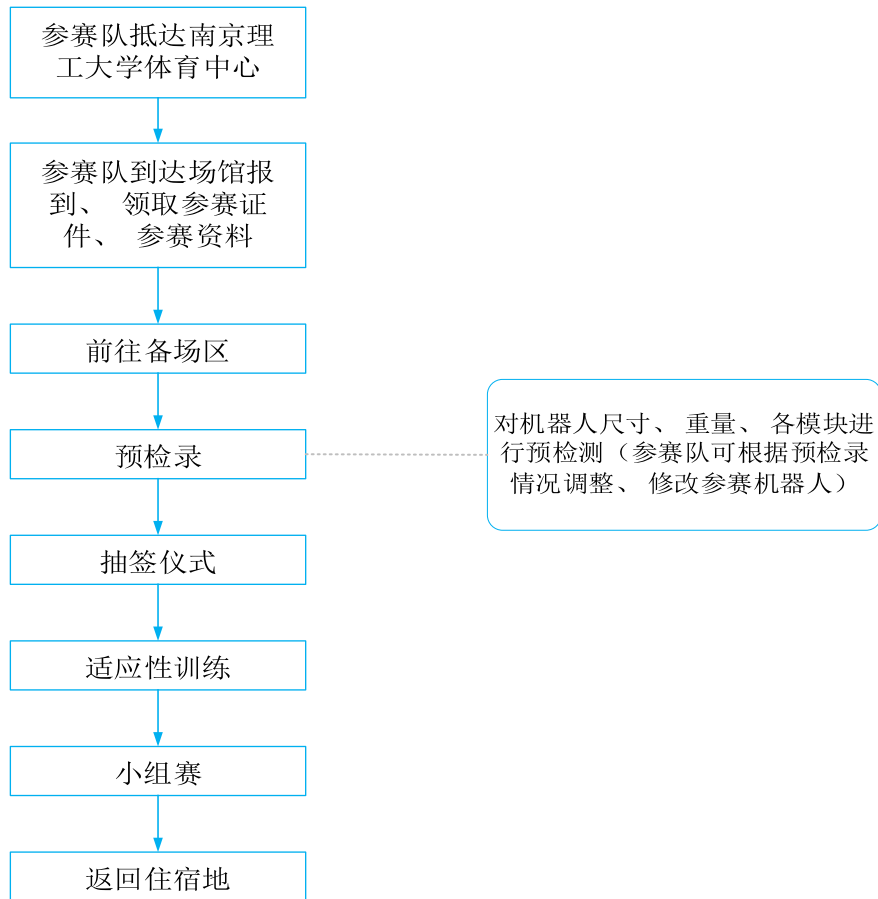 参赛队抵达南京理
工大学体育中心
参赛队到达场馆报
到、 领取参赛证
件、 参赛资料
前往备场区
预检录
对机器人尺寸、 重量、 各模块进
行预检测（参赛队可根据预检录
情况调整、 修改参赛机器人）
抽签仪式
适应性训练
小组赛
返回住宿地